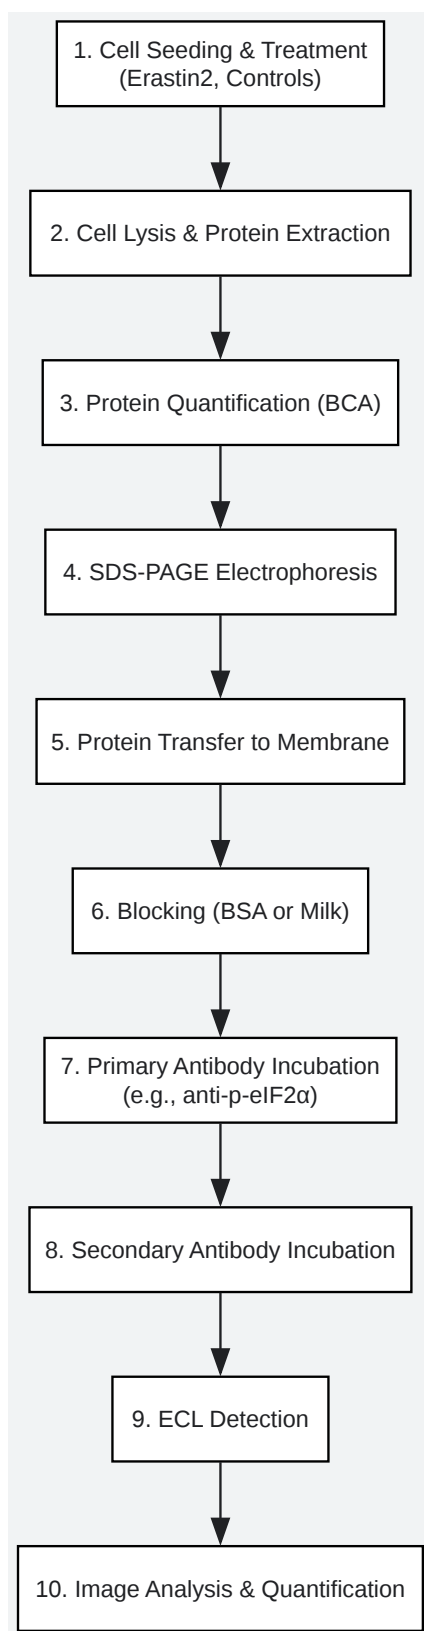 1. Cell Seeding & Treatment
(Erastin2, Controls)
2. Cell Lysis & Protein Extraction
3. Protein Quantification (BCA)
4. SDS-PAGE Electrophoresis
5. Protein Transfer to Membrane
6. Blocking (BSA or Milk)
7. Primary Antibody Incubation
(e.g., anti-p-eIF2α)
8. Secondary Antibody Incubation
9. ECL Detection
10. Image Analysis & Quantification